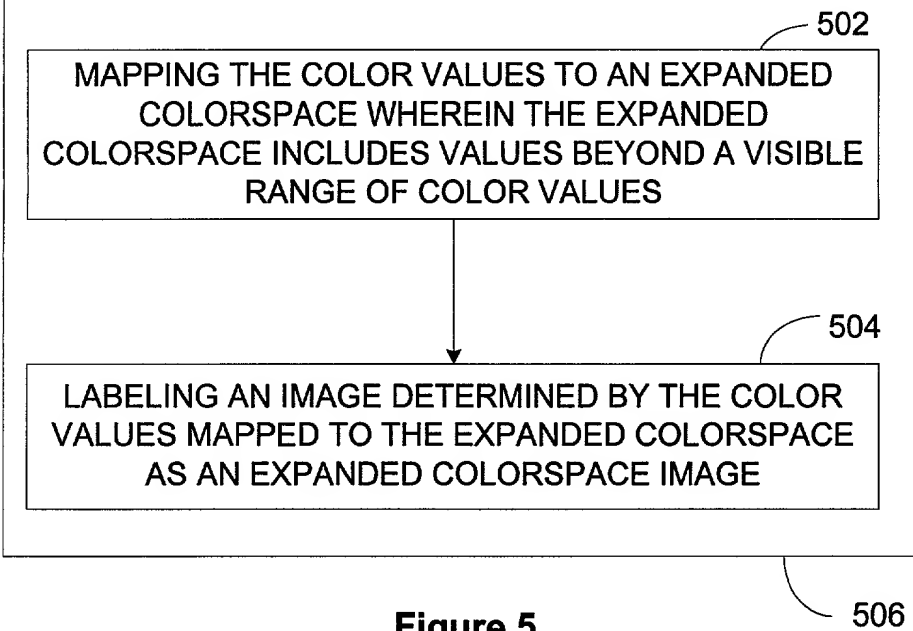 502
MAPPING THE COLOR VALUES TO AN EXPANDED
COLORSPACE WHEREIN THE EXPANDED
COLORSPACE INCLUDES VALUES BEYOND A VISIBLE
RANGE OF COLOR VALUES
504
LABELING AN IMAGE DETERMINED BY THE COLOR
VALUES MAPPED TO THE EXPANDED COLORSPACE
AS AN EXPANDED COLORSPACE IMAGE
506
Figure 5